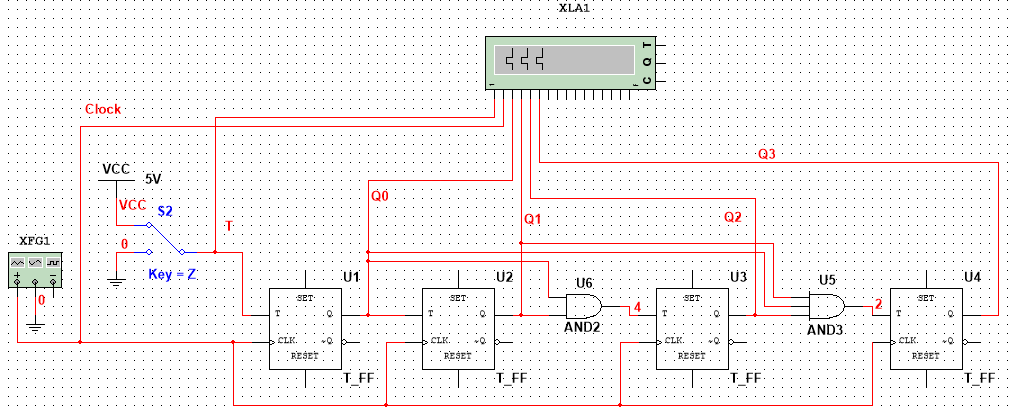 XLA1
C Q T
Clock
Q3
VCC
5V
Q0
VCC
S2
Q1
Q2
T
XFG1
0
Key = Z
0
U1
U2
U6
U3
U5
U4
SET
SET
SET
SET
T Q
T Q
AND2
4
T Q
AND3
2
T Q
CLK ~Q
CLK ~Q
CLK ~Q
CLK ~Q
RESET
RESET
RESET
RESET
T_FF
T_FF
T_FF
T_FF